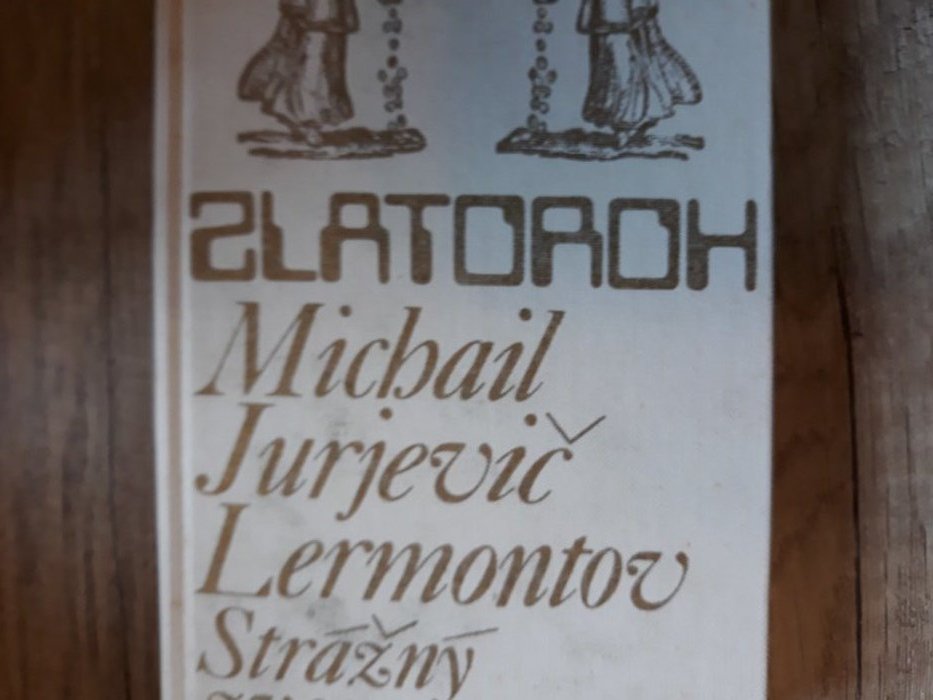 ZLATOROH
Michail
Jurjevič
Lermontov
Strážný